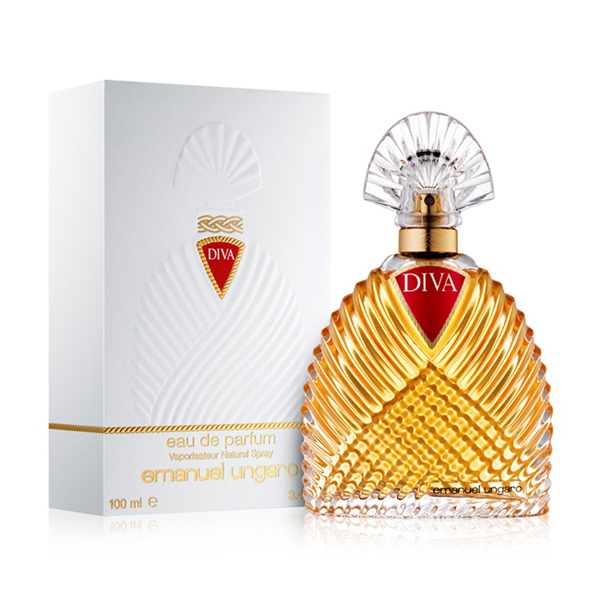 DIVA
eau de parfum
Vaporisateur Natural Spray
emanuel ungaro
100 ml e
DIVA
emanuel ungaro